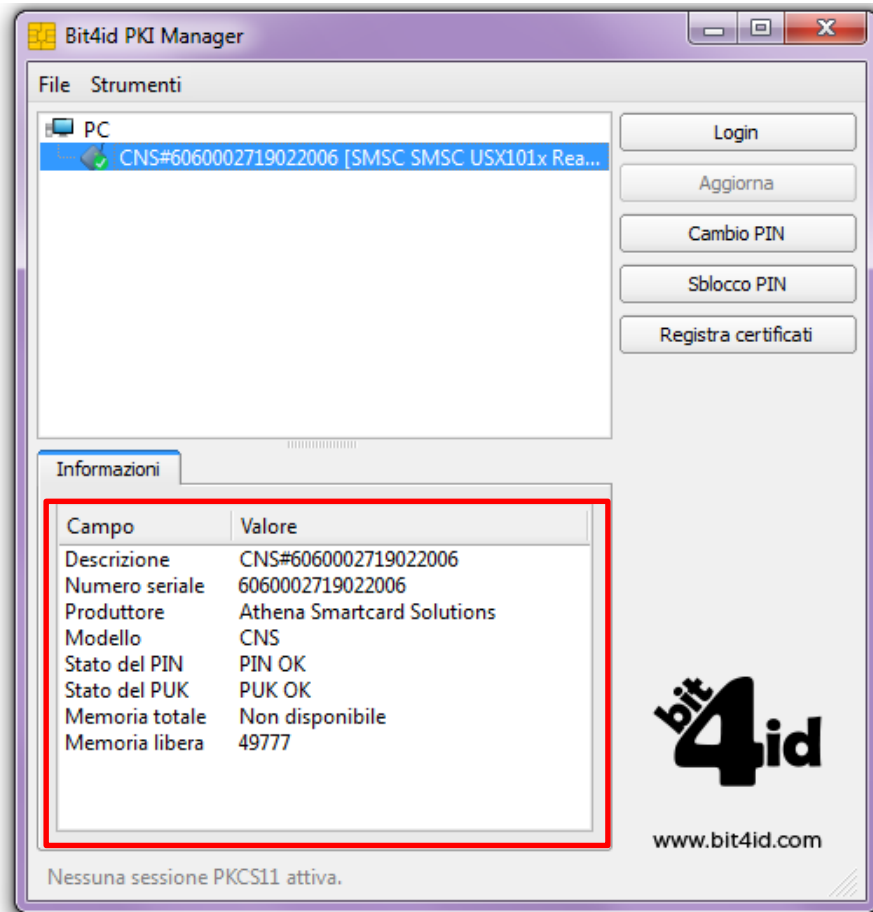 Bit4id PKI Manager
File Strumenti
PC
CNS#6060002719022006 [SMSC SMSC USX101x Rea...
Login
Aggiorna
Cambio PIN
Sblocco PIN
Registra certificati
Informazioni
Campo Valore
Descrizione CNS#6060002719022006
Numero seriale 6060002719022006
Produttore Athena Smartcard Solutions
Modello CNS
Stato del PIN PIN OK
Stato del PUK PUK OK
Memoria totale Non disponibile
Memoria libera 49777
bit4id
www.bit4id.com
Nessuna sessione PKCS11 attiva.